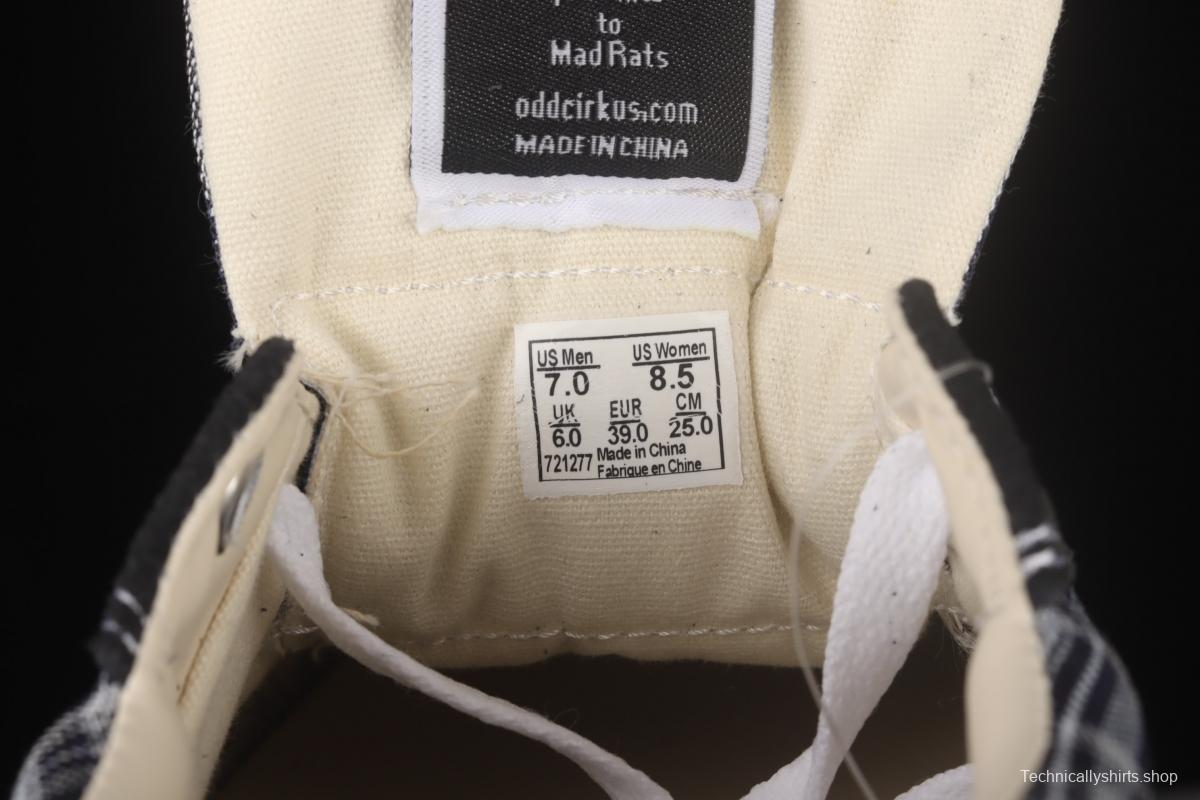 to
Mad Rats
oddcirkus.com
MADE IN CHINA
US Men US Women
7.0 8.5
UK EUR CM
6.0 39.0 25.0
721277 Made in China
Fabrique en Chine
Technicallyshirts.shop